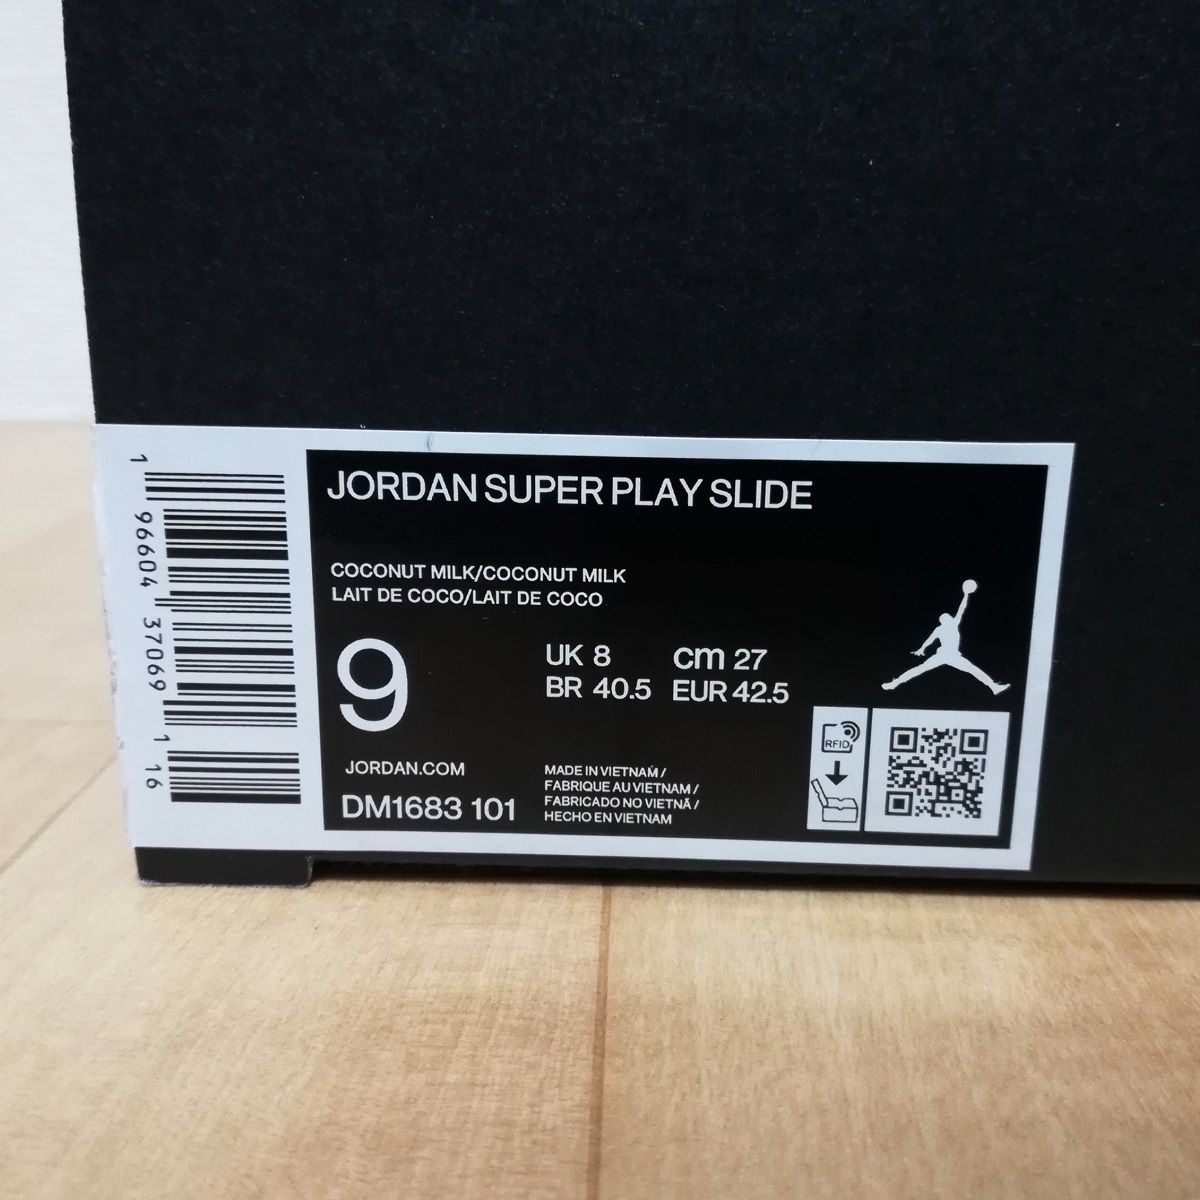 JORDAN SUPER PLAY SLIDE
COCONUT MILK/COCONUT MILK
LAIT DE COCO/LAIT DE COCO
9
UK 8 cm 27
BR 40.5 EUR 42.5
JORDAN.COM
DM1683 101
MADE IN VIETNAM /
FABRIQUE AU VIETNAM /
FABRICADO NO VIETNÃ /
HECHO EN VIETNAM
RFID
1 96604 37069 1 16